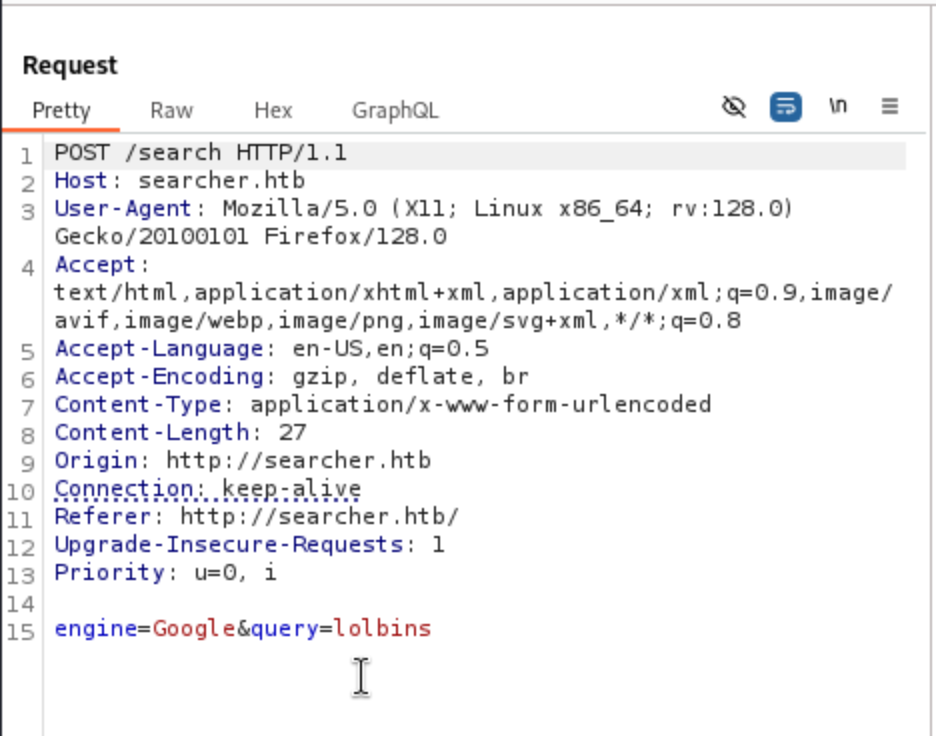 Request
Pretty Raw Hex GraphQL \n
1 POST /search HTTP/1.1
2 Host: searcher.htb
3 User-Agent: Mozilla/5.0 (X11; Linux x86_64; rv:128.0)
Gecko/20100101 Firefox/128.0
4 Accept:
text/html,application/xhtml+xml,application/xml;q=0.9,image/
avif,image/webp,image/png,image/svg+xml,*/*;q=0.8
5 Accept-Language: en-US,en;q=0.5
6 Accept-Encoding: gzip, deflate, br
7 Content-Type: application/x-www-form-urlencoded
8 Content-Length: 27
9 Origin: http://searcher.htb
10 Connection: keep-alive
11 Referer: http://searcher.htb/
12 Upgrade-Insecure-Requests: 1
13 Priority: u=0, i
14
15 engine=Google&query=lolbins